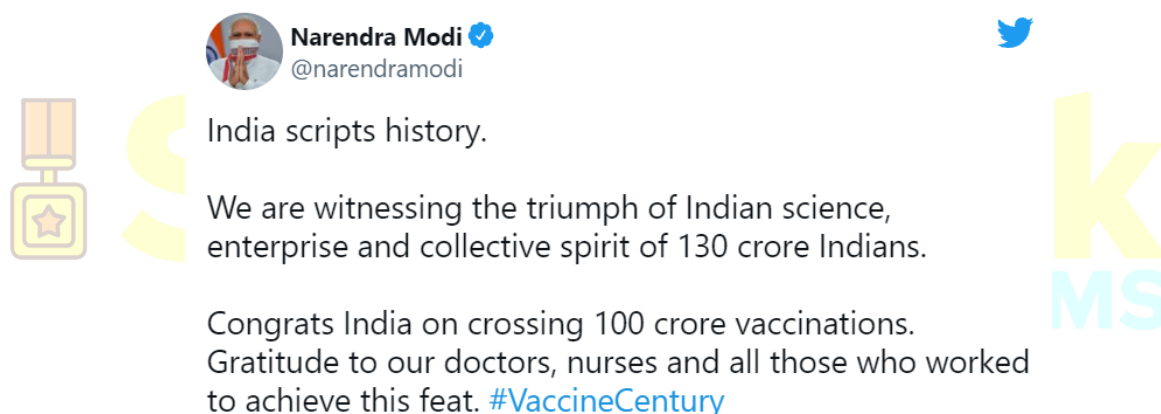 Narendra Modi
@narendramodi
India scripts history.
We are witnessing the triumph of Indian science,
enterprise and collective spirit of 130 crore Indians.
Congrats India on crossing 100 crore vaccinations.
Gratitude to our doctors, nurses and all those who worked
to achieve this feat. #VaccineCentury
S k
MS